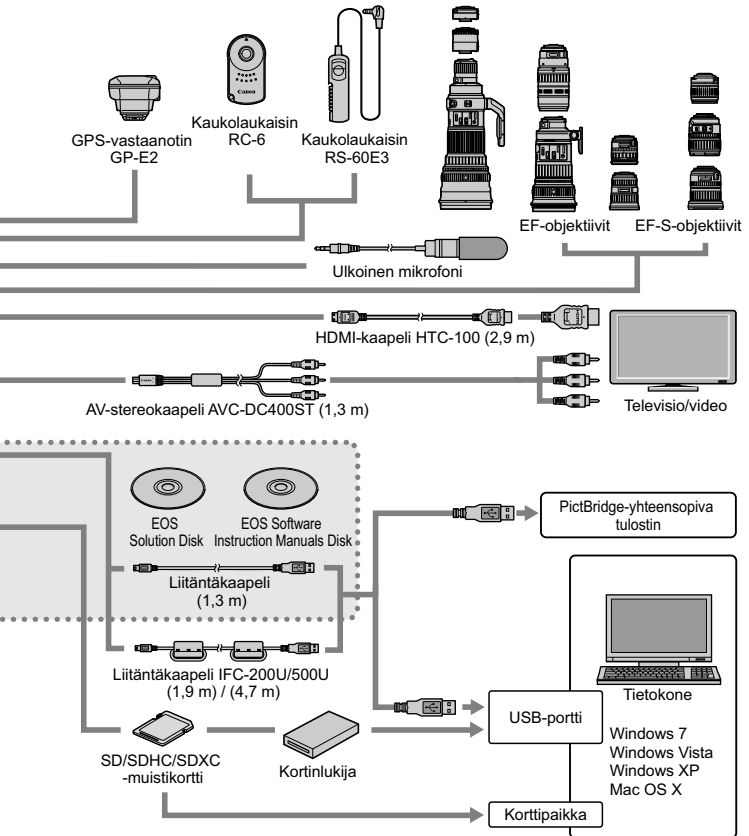 Canon
GPS-vastaanotin
GP-E2
Kaukolaukaisin
RC-6
Kaukolaukaisin
RS-60E3
EF-objektiivit
EF-S-objektiivit
Ulkoinen mikrofoni
HDMI-kaapeli HTC-100 (2,9 m)
AV-stereokaapeli AVC-DC400ST (1,3 m)
Televisio/video
EOS
Solution Disk
EOS Software
Instruction Manuals Disk
PictBridge-yhteensopiva
tulostin
Liitäntäkaapeli
(1,3 m)
Liitäntäkaapeli IFC-200U/500U
(1,9 m) / (4,7 m)
Tietokone
USB-portti
Windows 7
Windows Vista
Windows XP
Mac OS X
SD/SDHC/SDXC
-muistikortti
Kortinlukija
Korttipaikka